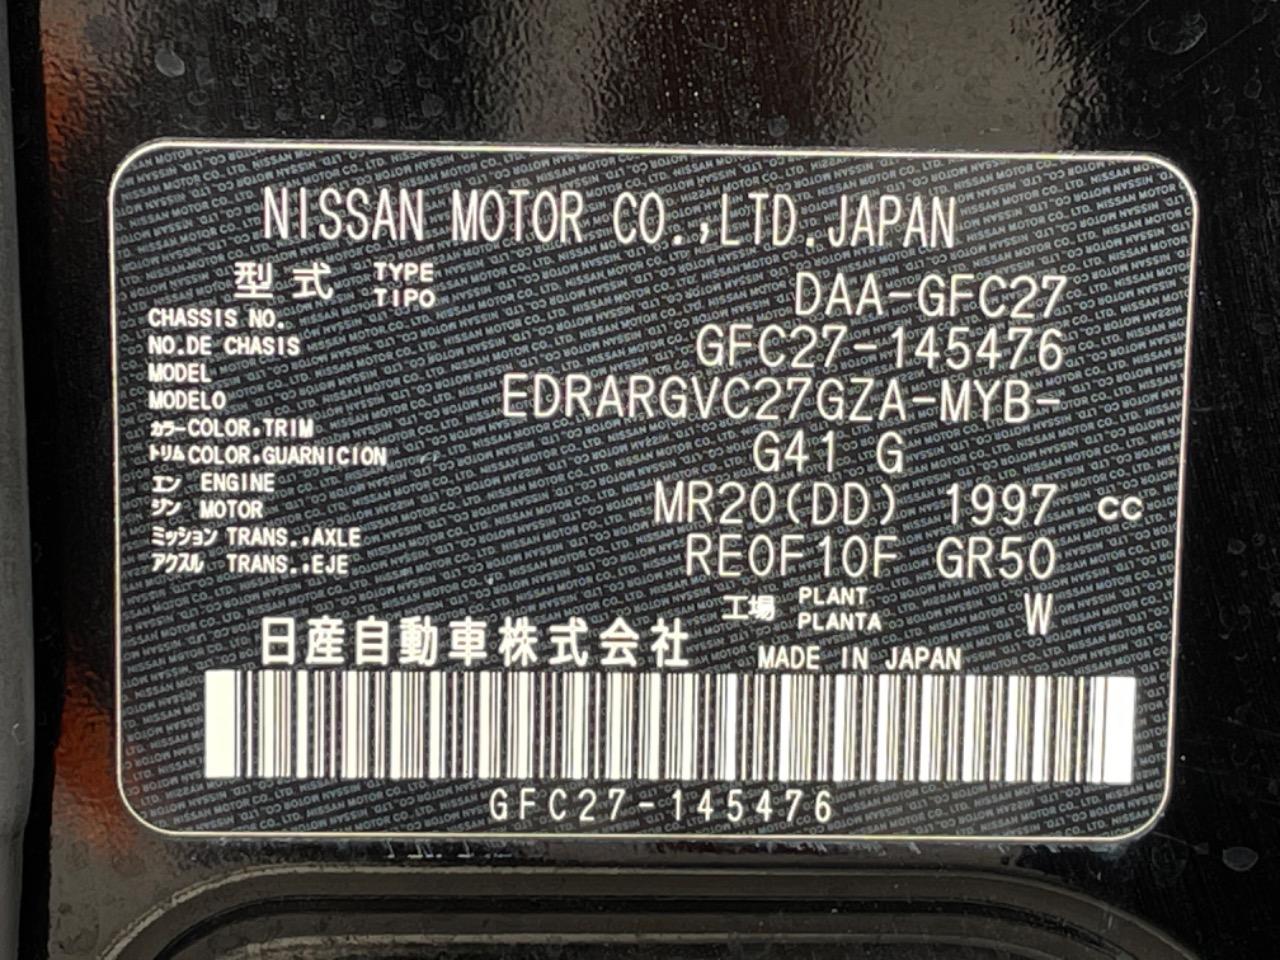 NISSAN MOTOR CO.,LTD.JAPAN
型式 TYPE TIPO DAA-GFC27
CHASSIS NO.
NO.DE CHASIS GFC27-145476
MODEL
MODELO EDRARGVC27GZA-MYB-
カラー COLOR.TRIM
トリム COLOR.GUARNICION G41 G
エン ENGINE
ジン MOTOR MR20(DD) 1997 cc
ミッション TRANS..AXLE
アクスル TRANS..EJE RE0F10F GR50
工場 PLANT PLANTA W
日産自動車株式会社 MADE IN JAPAN
GFC27-145476